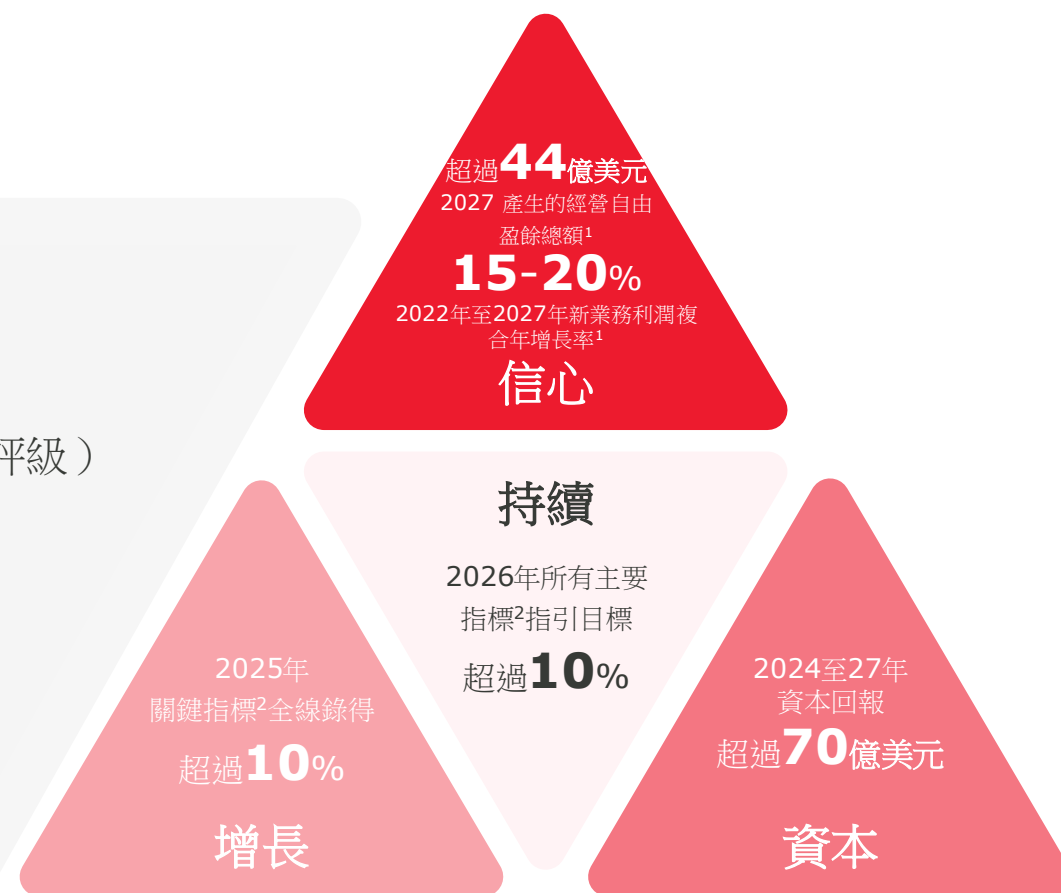 超過44億美元
2027 產生的經營自由
盈餘總額¹
15-20%
2022年至2027年新業務利潤複
合年增長率¹
信心
評級）
持續
2026年所有主要
指標²指引目標
超過10%
2025年
關鍵指標²全線錄得
超過10%
增長
2024至27年
資本回報
超過70億美元
資本